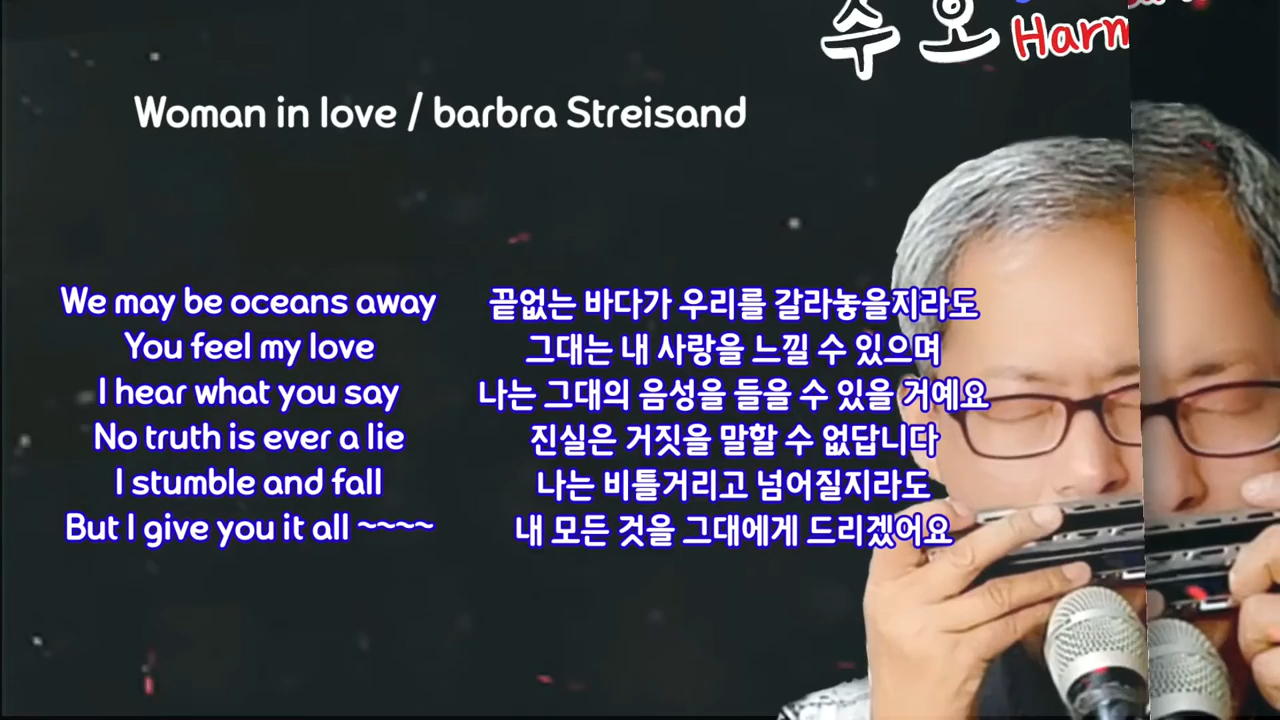 수 오
Harm
Woman in love / barbra Streisand
We may be oceans away
You feel my love
I hear what you say
No truth is ever a lie
I stumble and fall
But I give you it all ~~~~
끝없는 바다가 우리를 갈라놓을지라도
그대는 내 사랑을 느낄 수 있으며
나는 그대의 음성을 들을 수 있을 거예요
진실은 거짓을 말할 수 없답니다
나는 비틀거리고 넘어질지라도
내 모든 것을 그대에게 드리겠어요